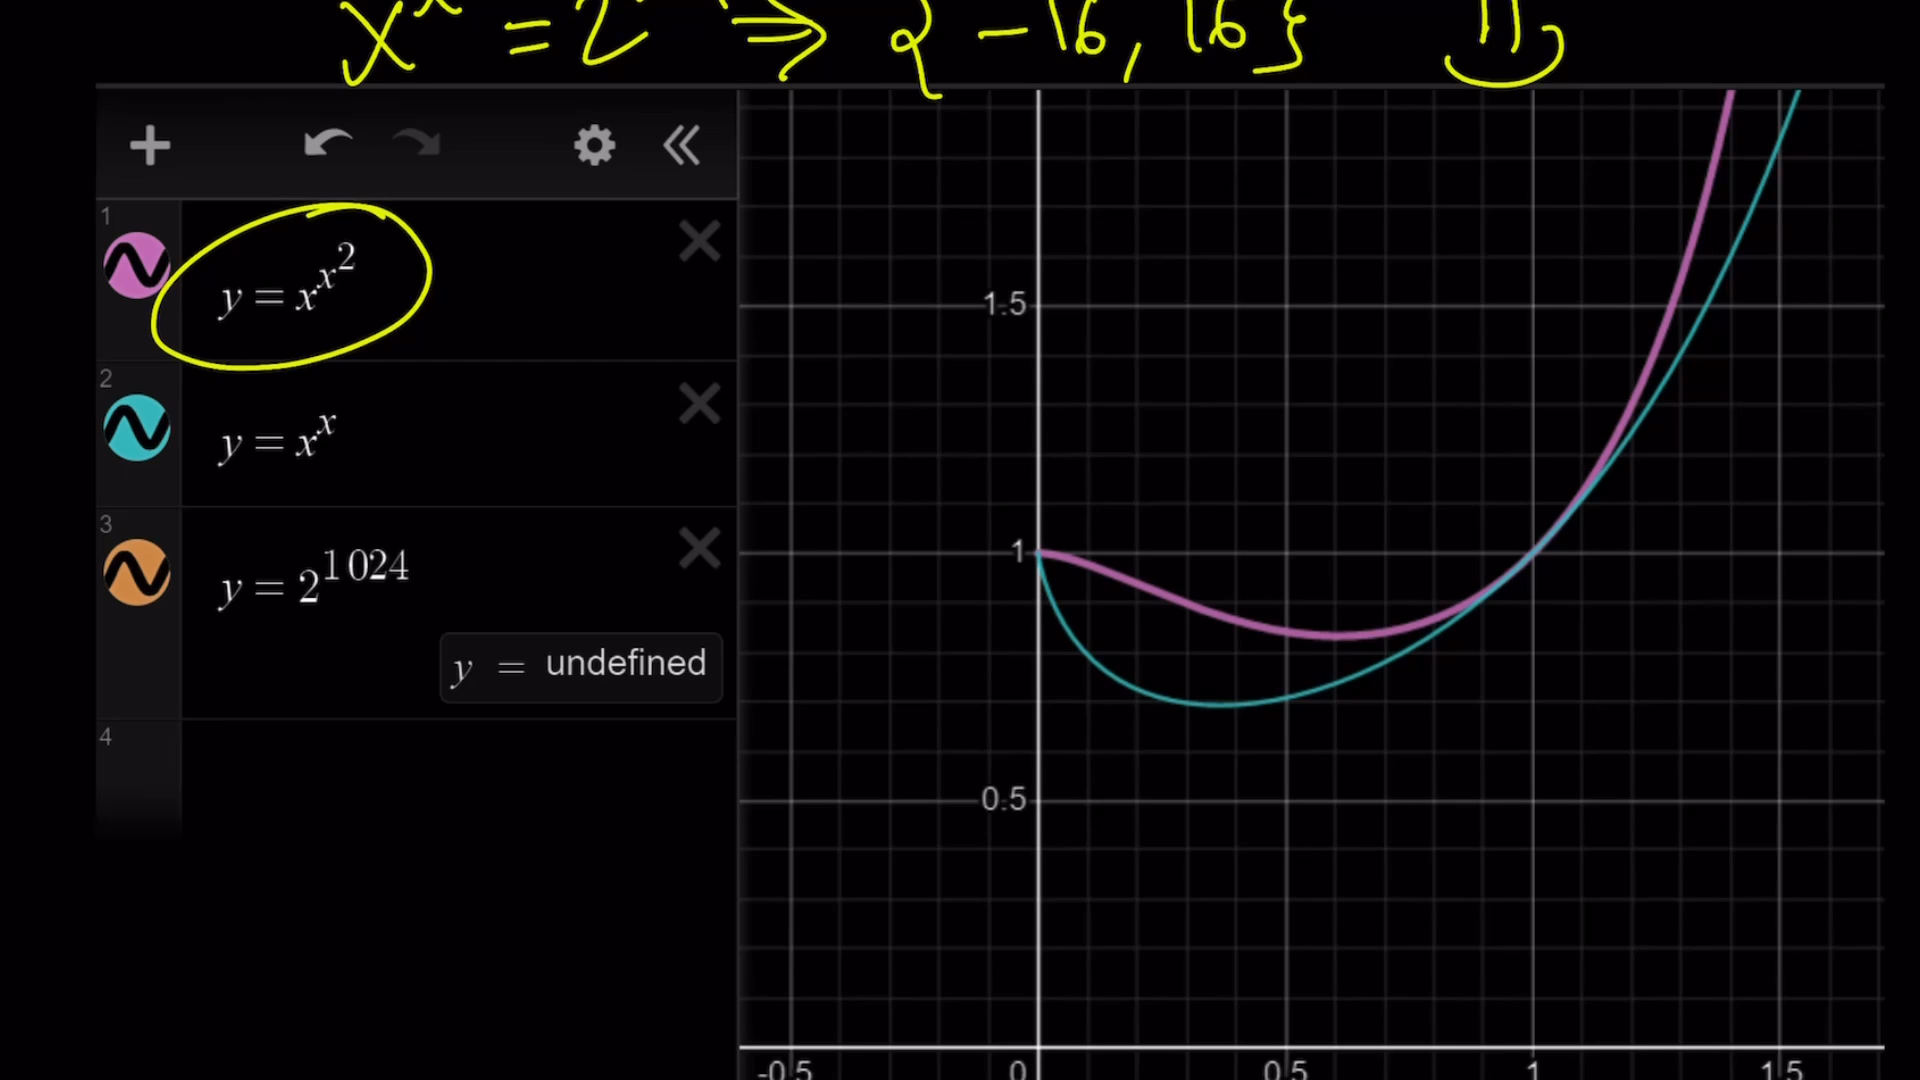 ⇒ {-16, 16}
1
y = x^{x^2}
2
y = x^x
3
y = 2^{1024}
y = undefined
4
1.5
1
0.5
-0.5 0 0.5 1 1.5